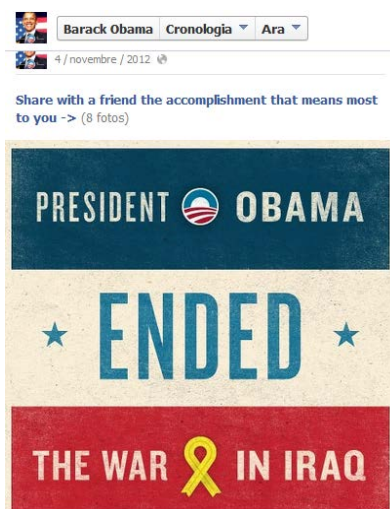 Barack Obama Cronologia Ara
4 / novembre / 2012
Share with a friend the accomplishment that means most
to you -> (8 fotos)
PRESIDENT OBAMA
ENDED
THE WAR IN IRAQ